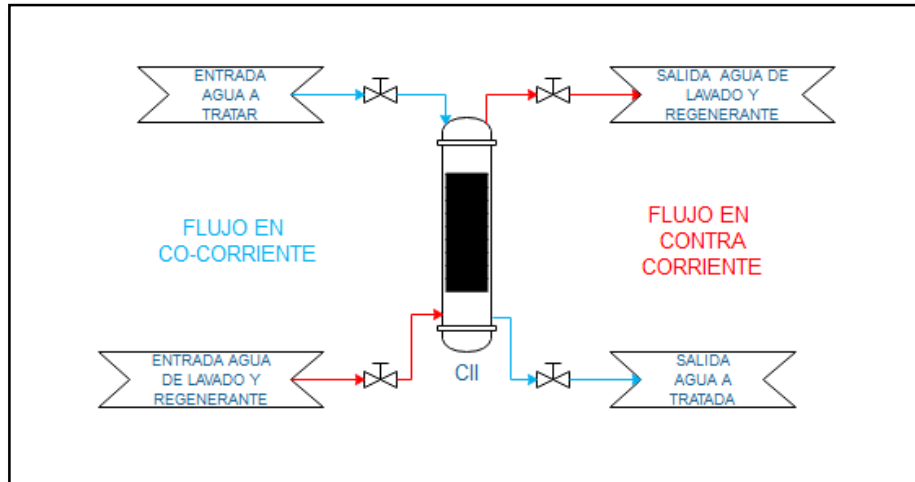 ENTRADA
AGUA A
TRATAR
SALIDA AGUA DE
LAVADO Y
REGENERANTE
FLUJO EN
CO-CORRIENTE
FLUJO EN
CONTRA
CORRIENTE
ENTRADA AGUA
DE LAVADO Y
REGENERANTE
CII
SALIDA
AGUA A
TRATADA